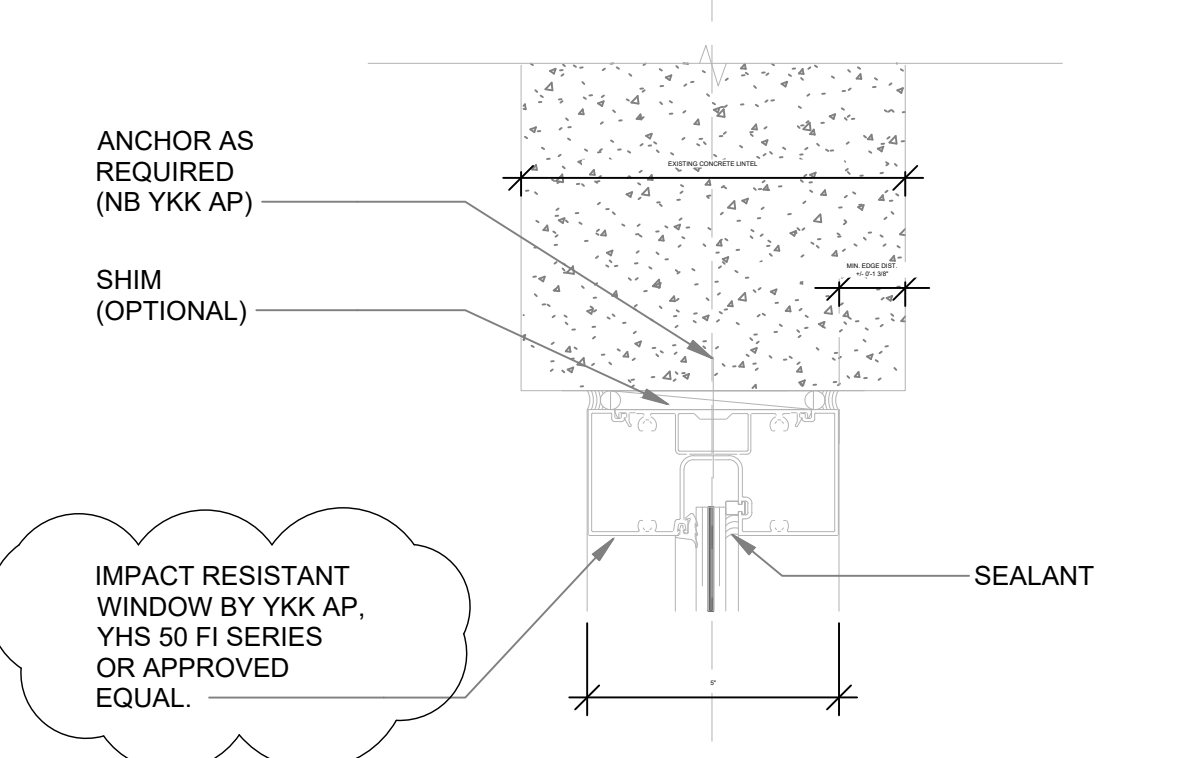 EXISTING CONCRETE LINTEL
ANCHOR AS
REQUIRED
(NB YKK AP)
MIN. EDGE DIST.
+/- 0'-1 3/8"
SHIM
(OPTIONAL)
IMPACT RESISTANT
WINDOW BY YKK AP,
YHS 50 FI SERIES
OR APPROVED
EQUAL.
SEALANT
5"